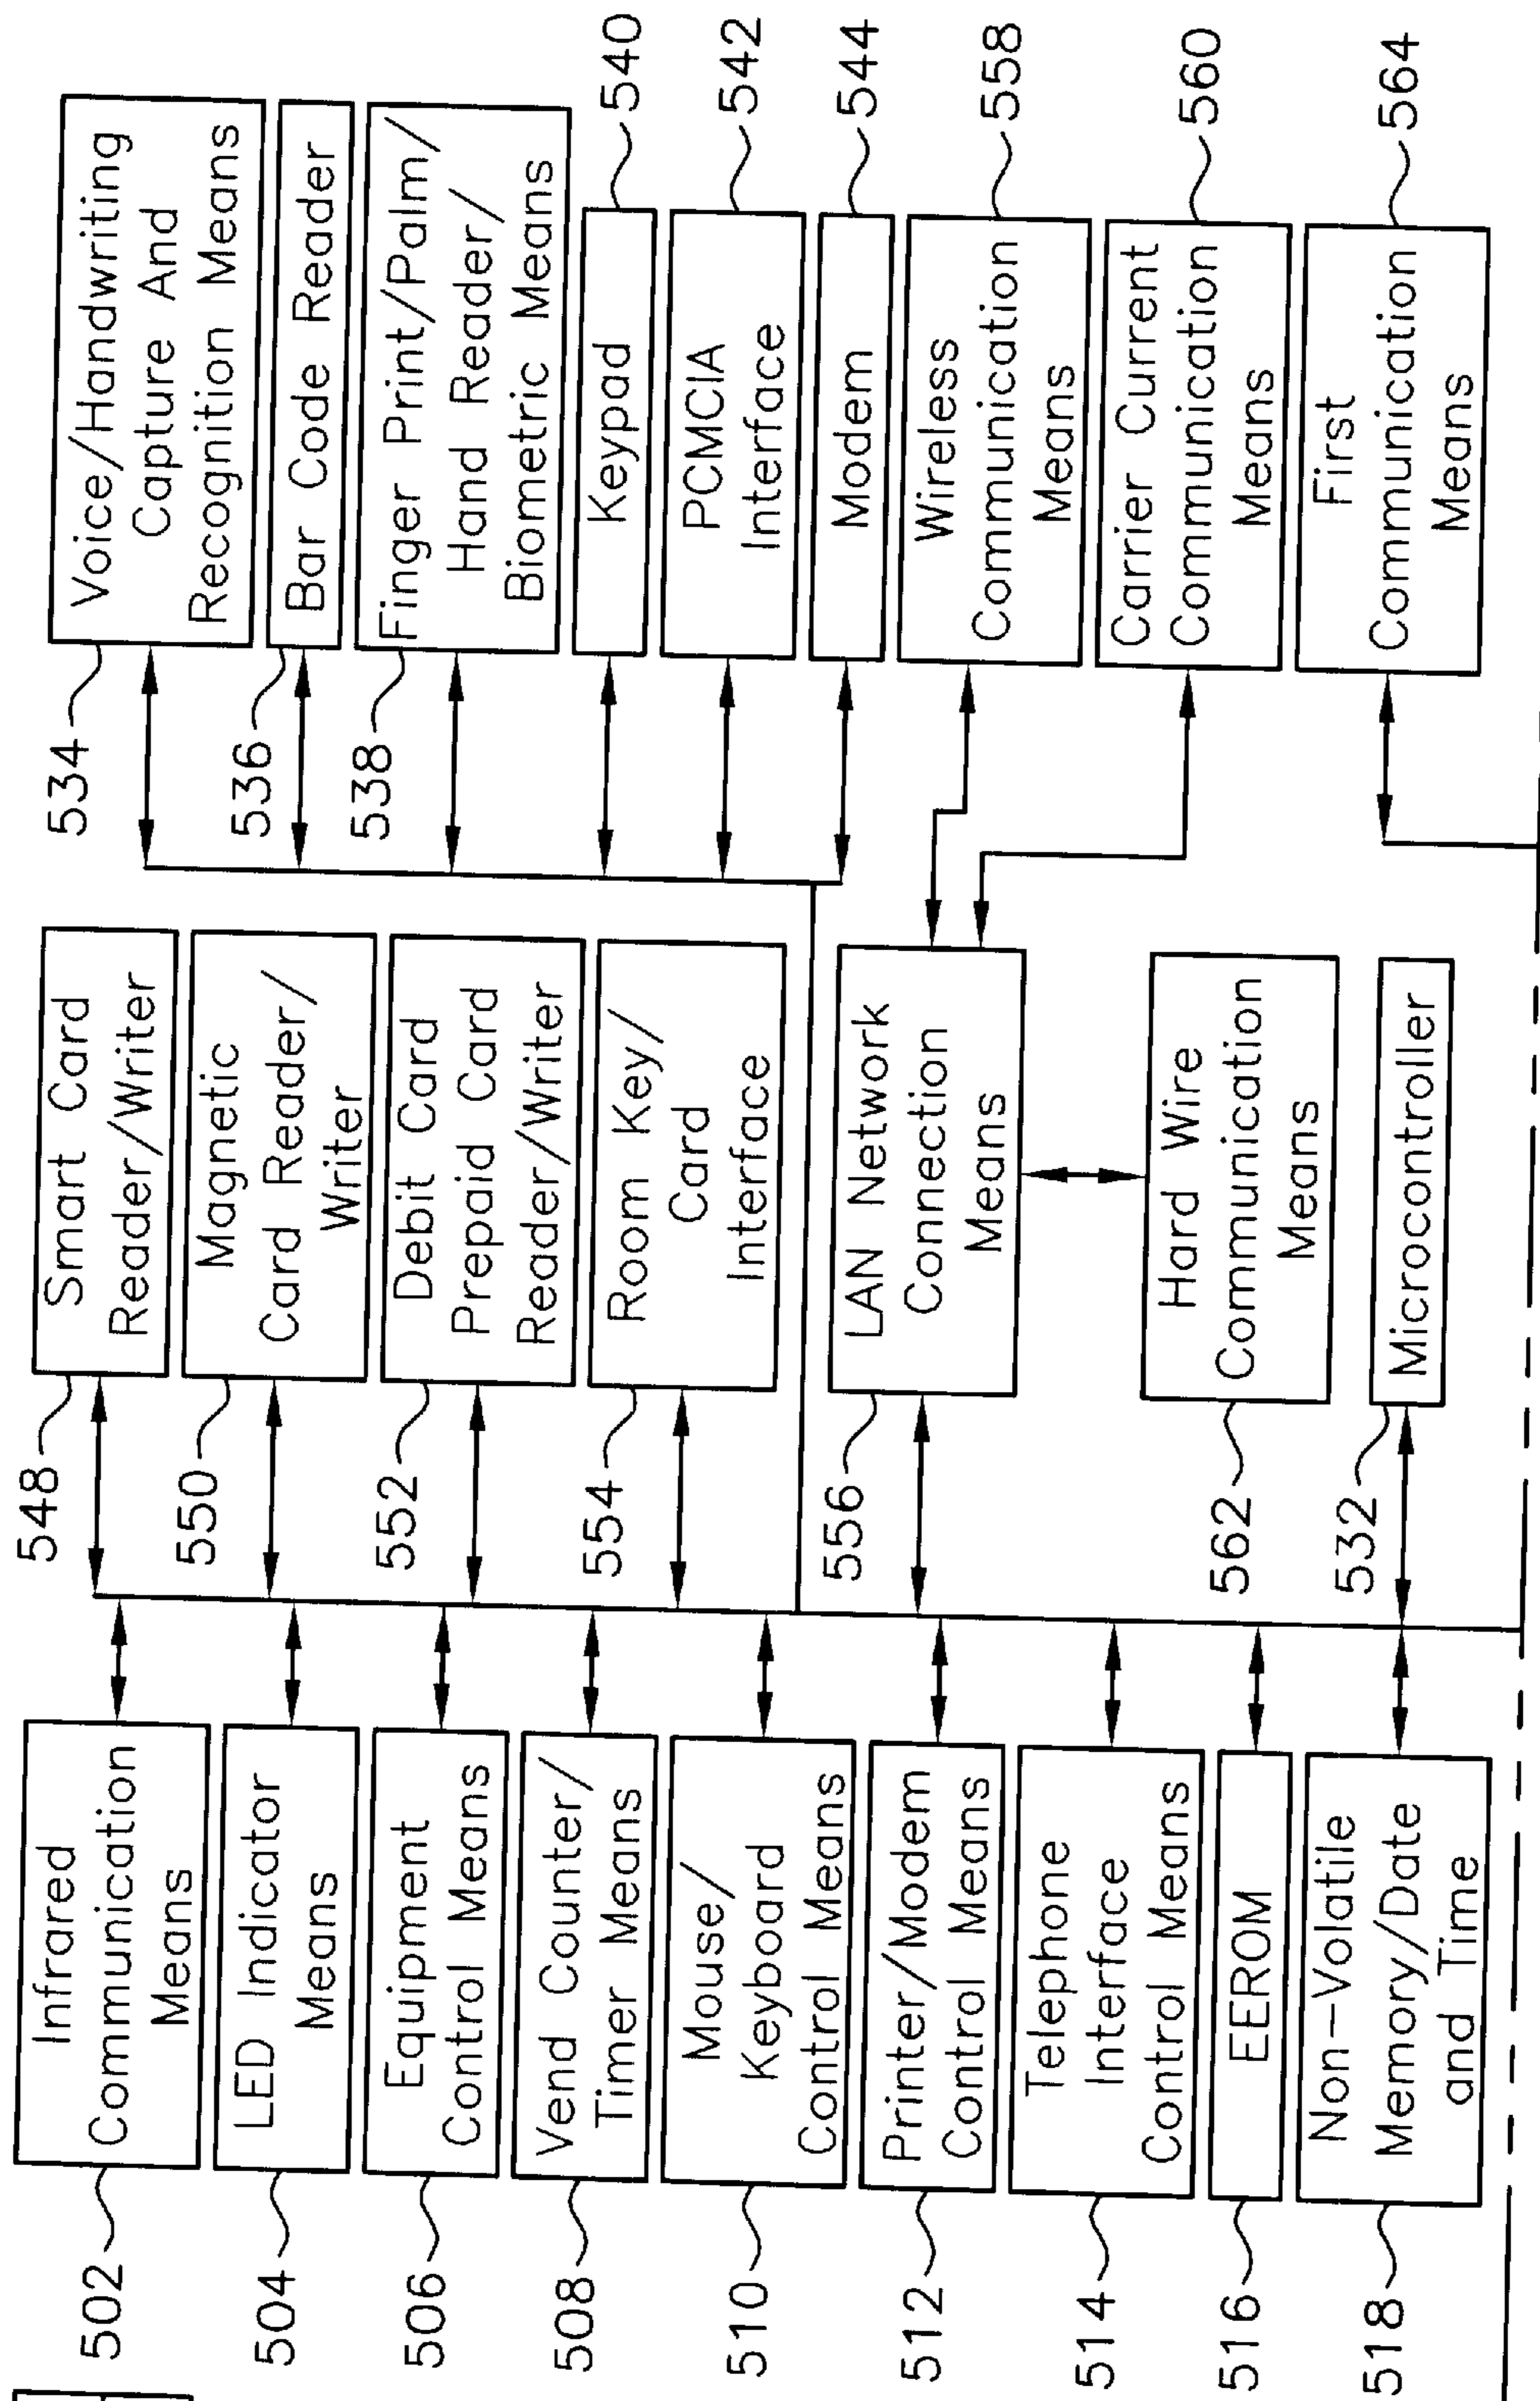 502
Infrared
Communication
Means
504
LED Indicator
Means
506
Equipment
Control Means
508
Vend Counter/
Timer Means
510
Mouse/
Keyboard
Control Means
512
Printer/Modem
Control Means
514
Telephone
Interface
Control Means
516
EEROM
518
Non-Volatile
Memory/Date
and Time
548
Smart Card
Reader/Writer
550
Magnetic
Card Reader/
Writer
552
Debit Card
Prepaid Card
Reader/Writer
554
Room Key/
Card
Interface
556
LAN Network
Connection
Means
562
Hard Wire
Communication
Means
532
Microcontroller
534
Voice/Handwriting
Capture And
Recognition Means
536
Bar Code Reader
538
Finger Print/Palm/
Hand Reader/
Biometric Means
Keypad
540
PCMCIA
Interface
542
Modem
544
Wireless
Communication
Means
558
Carrier Current
Communication
Means
560
First
Communication
Means
564